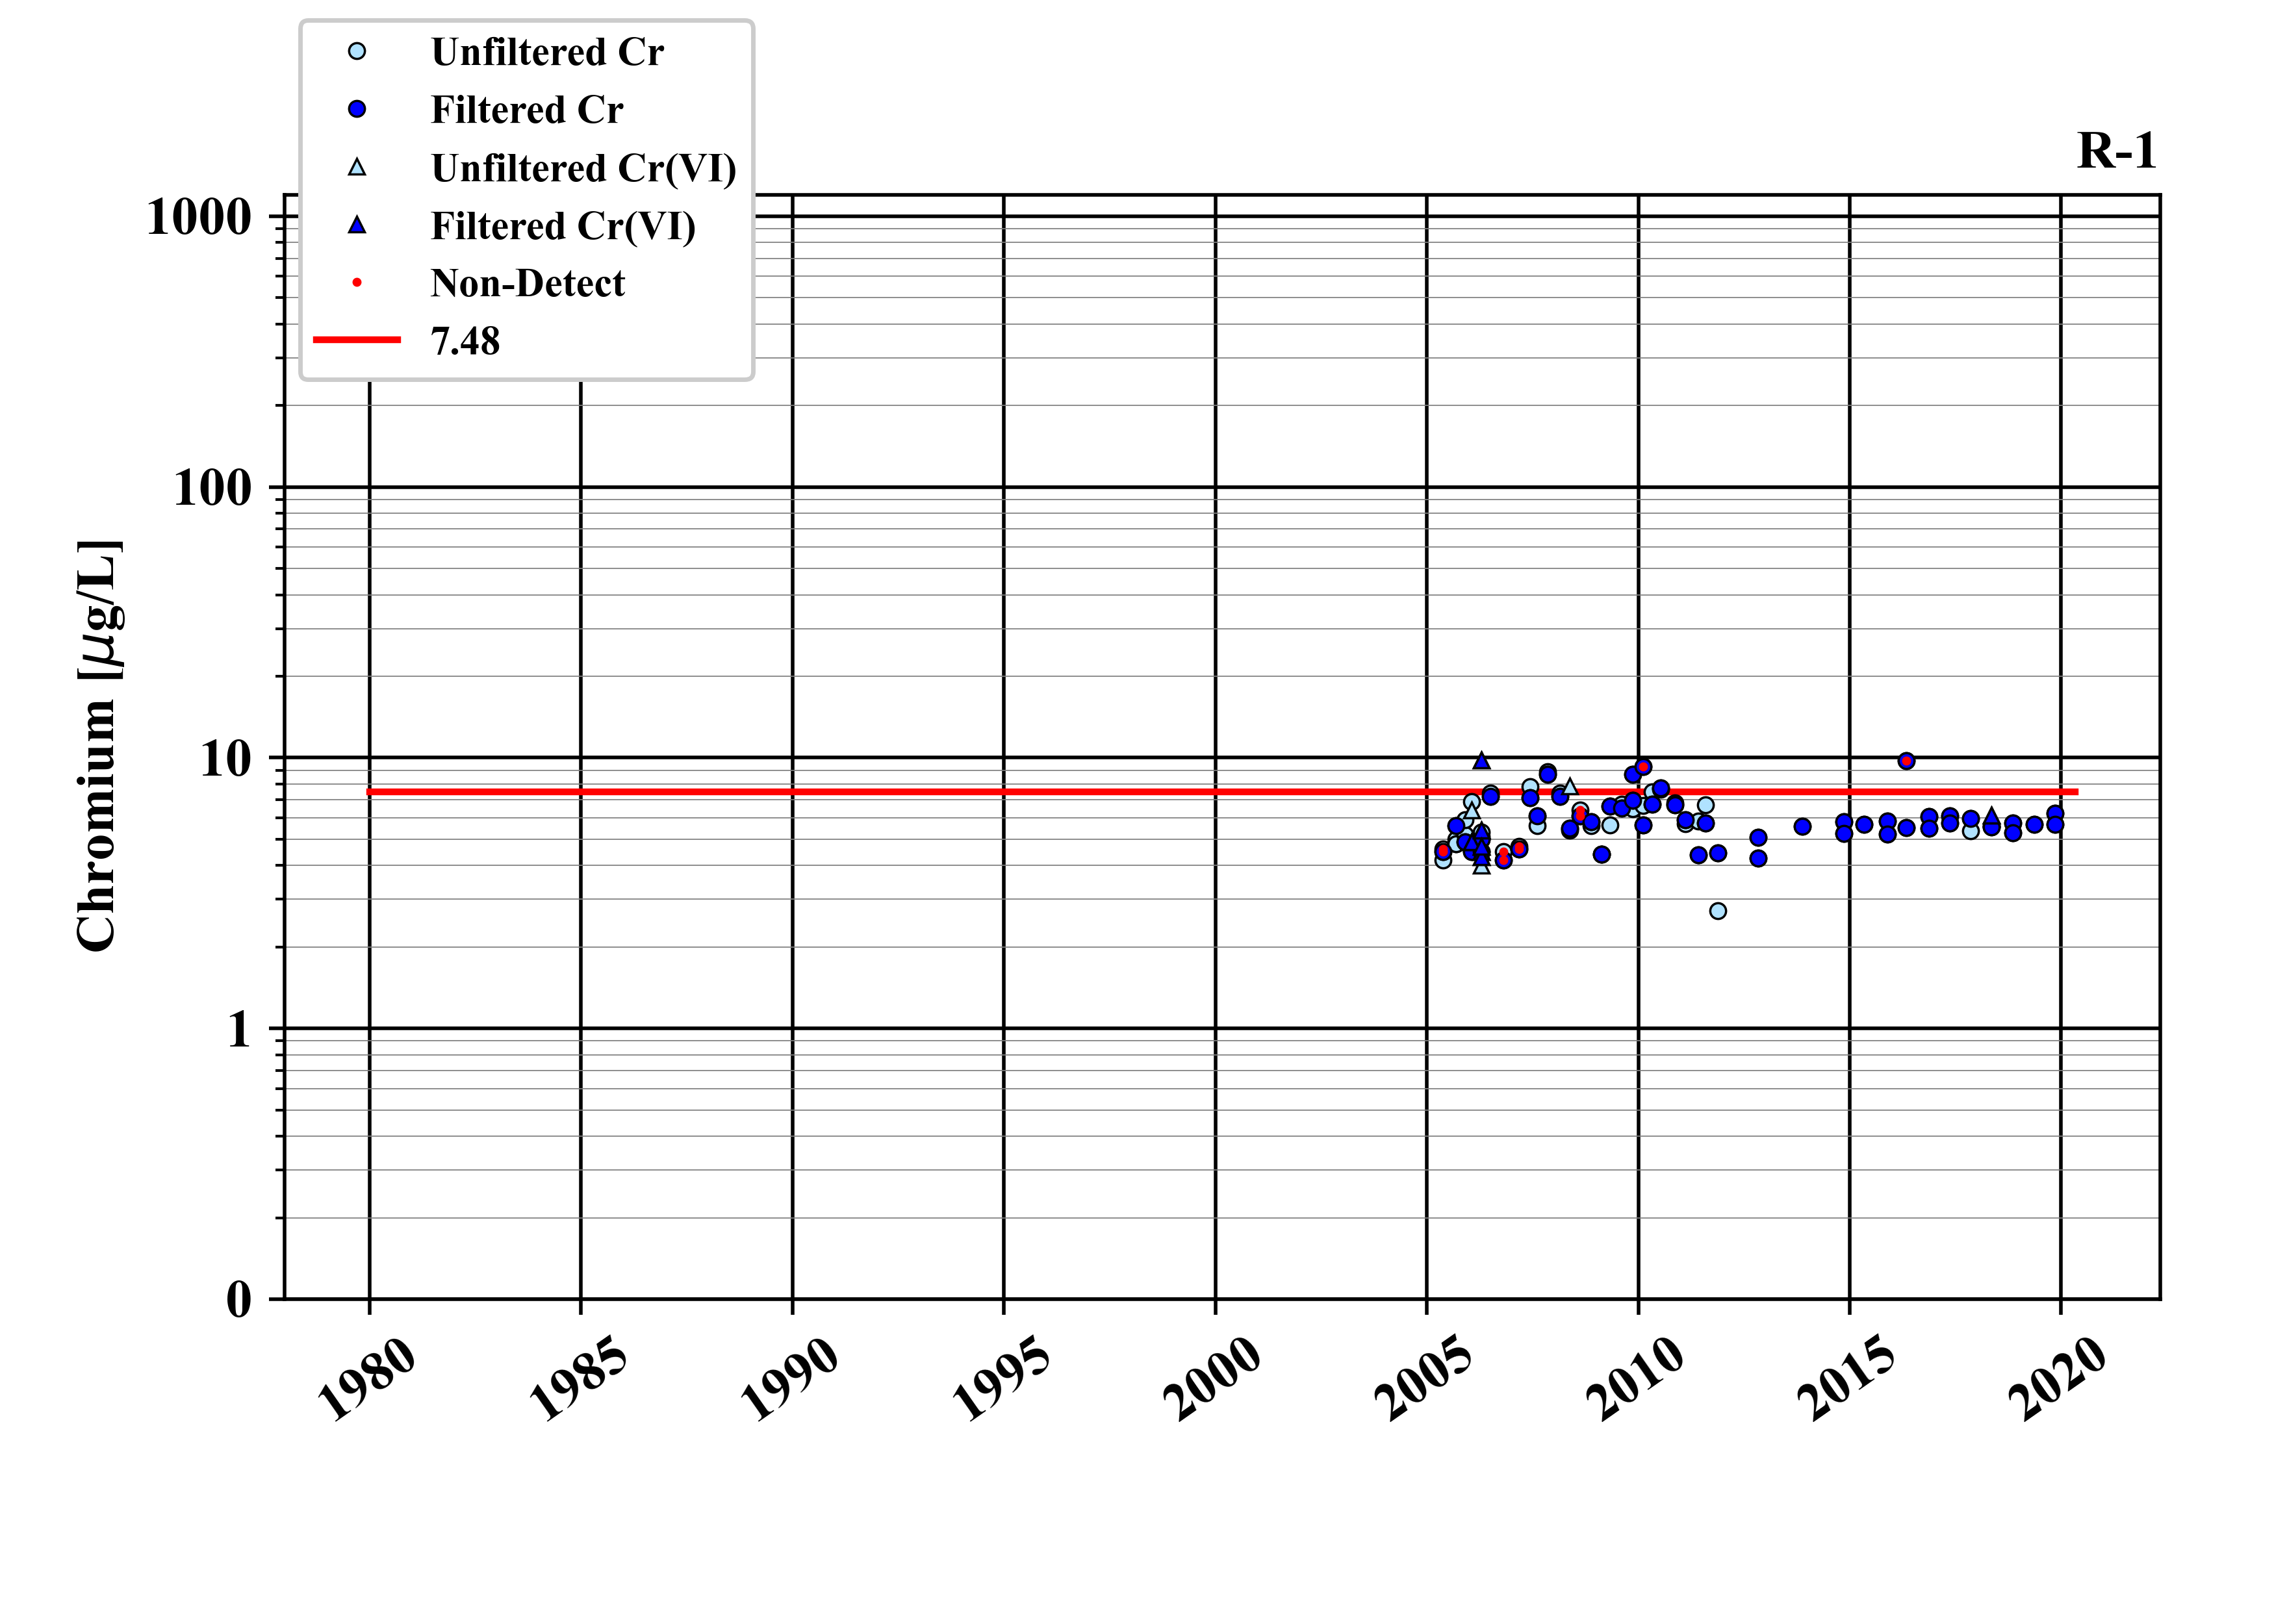 Unfiltered Cr
Filtered Cr
Unfiltered Cr(VI)
Filtered Cr(VI)
Non-Detect
7.48
R-1
1000
100
10
1
0
Chromium [μg/L]
1980
1985
1990
1995
2000
2005
2010
2015
2020